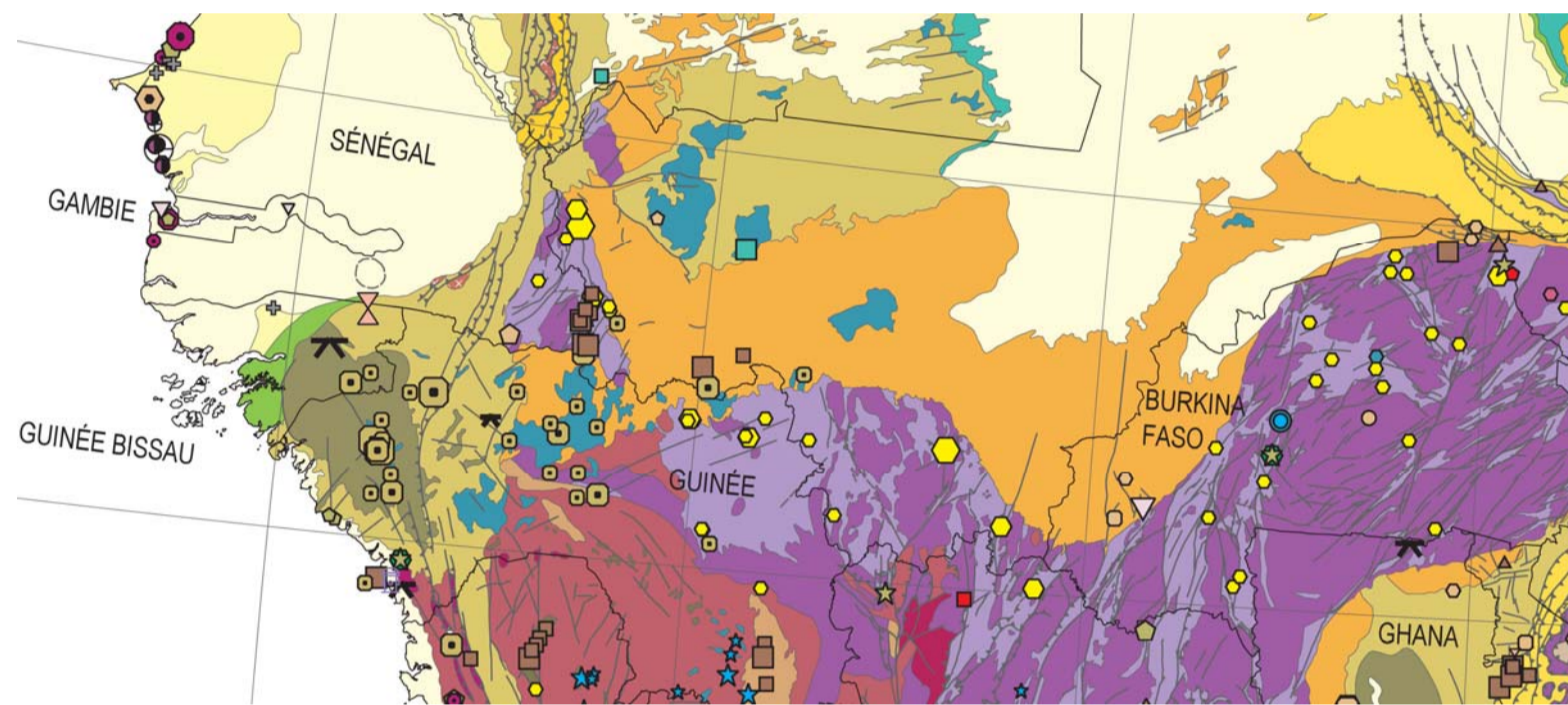 SÉNÉGAL
GAMBIE
BURKINA
FASO
GUINÉE BISSAU
GUINÉE
GHANA